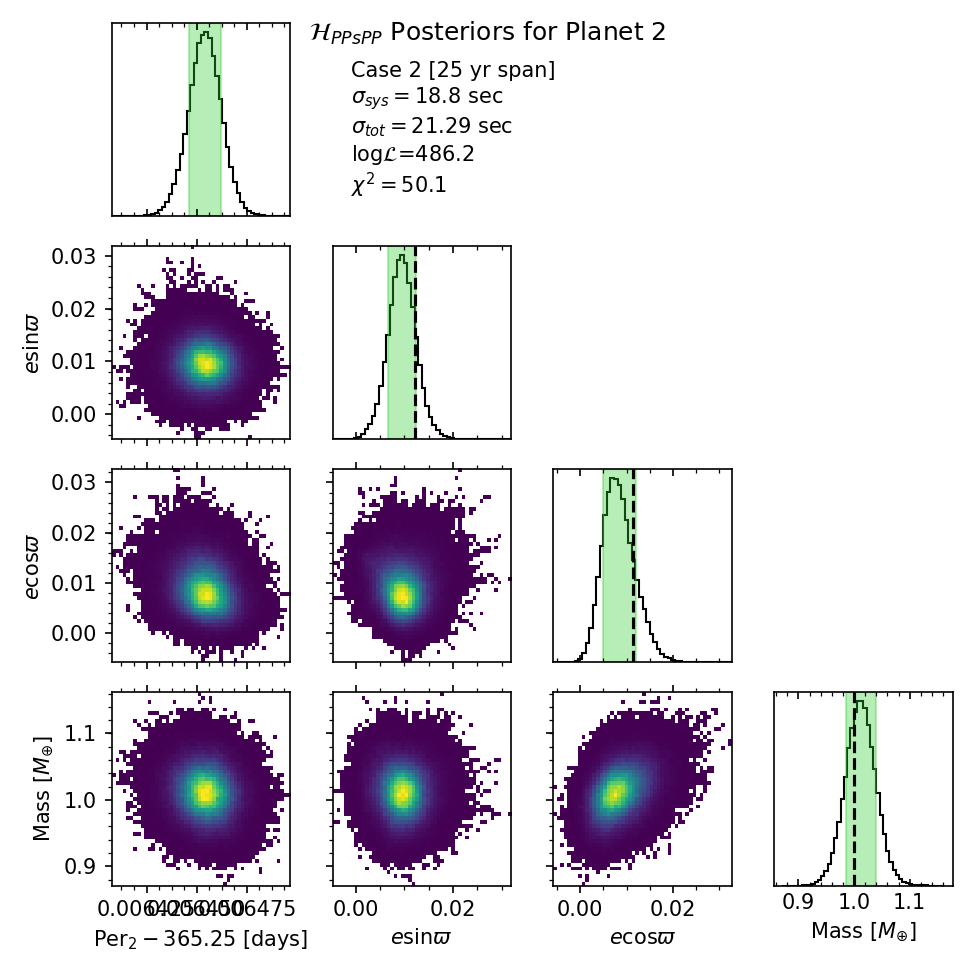 ℋ_PPsPP Posteriors for Planet 2
Case 2 [25 yr span]
σ_sys = 18.8 sec
σ_tot = 21.29 sec
logℒ=486.2
χ² = 50.1
0.03
0.02
0.01
0.00
esinϖ
0.03
0.02
0.01
0.00
ecosϖ
1.1
1.0
0.9
Mass [M⊕]
Per₂ − 365.25 [days]
0.00 0.02
esinϖ
0.00 0.02
ecosϖ
0.9 1.0 1.1
Mass [M⊕]